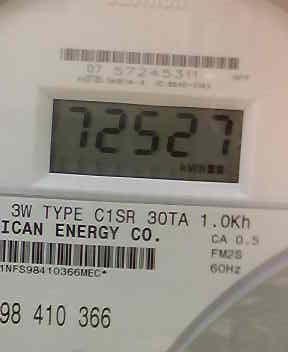 07 57245311
72527
kWh
3W TYPE C1SR 30TA 1.0Kh
ICAN ENERGY CO.
CA 0.5
FM2S
1NFS98410366MEC*
60Hz
98 410 366